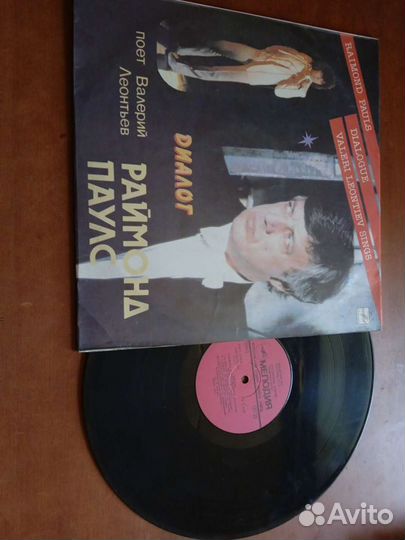 RAIMOND PAULS
DIALOGUE
VALERI LEONTIEV SINGS
ДИАЛОГ
РАЙМОНД
ПАУЛС
поет Валерий
Леонтьев
МЕЛОДИЯ
Avito